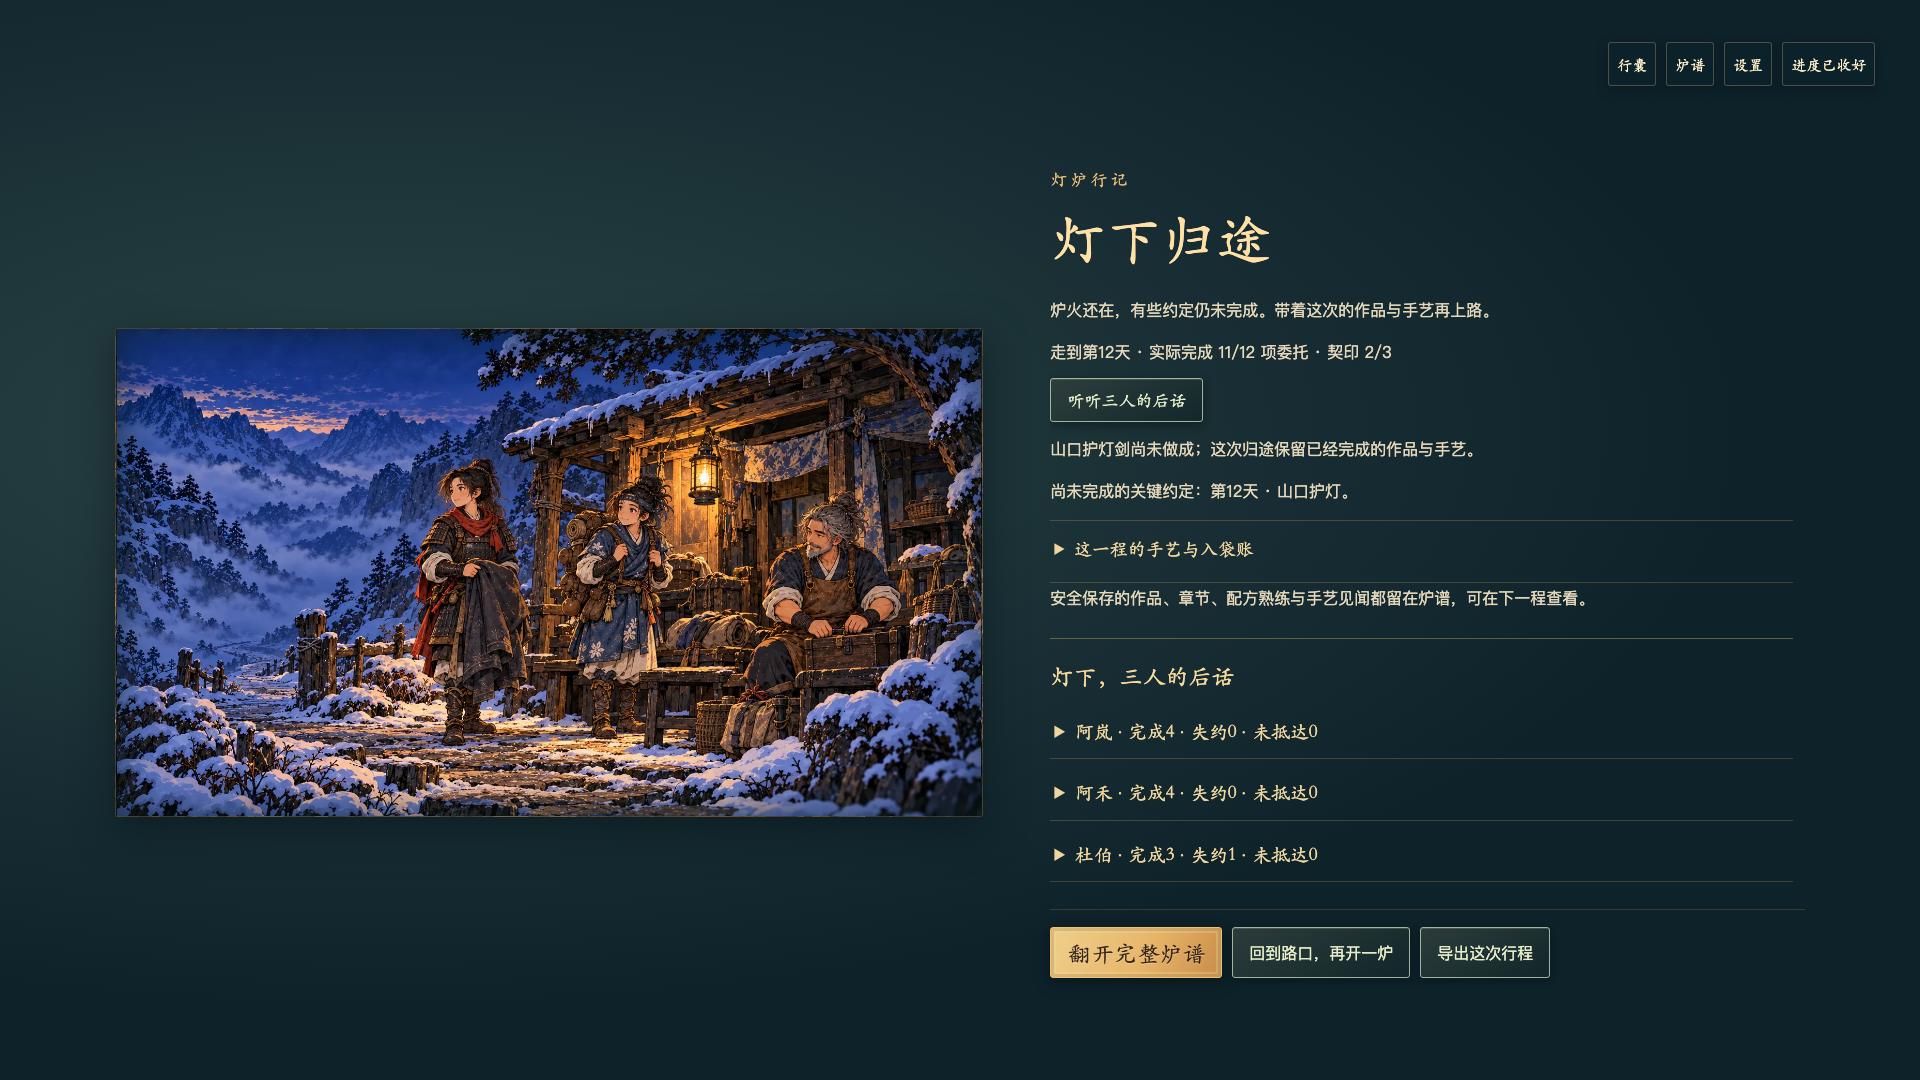 行囊 炉谱 设置 进度已收好
灯炉行记
灯下归途
炉火还在，有些约定仍未完成。带着这次的作品与手艺再上路。
走到第12天 · 实际完成 11/12 项委托 · 契印 2/3
听听三人的后话
山口护灯剑尚未做成；这次归途保留已经完成的作品与手艺。
尚未完成的关键约定：第12天 · 山口护灯。
▶ 这一程的手艺与入袋账
安全保存的作品、章节、配方熟练与手艺见闻都留在炉谱，可在下一程查看。
灯下，三人的后话
▶ 阿岚 · 完成4 · 失约0 · 未抵达0
▶ 阿禾 · 完成4 · 失约0 · 未抵达0
▶ 杜伯 · 完成3 · 失约1 · 未抵达0
翻开完整炉谱 回到路口，再开一炉 导出这次行程